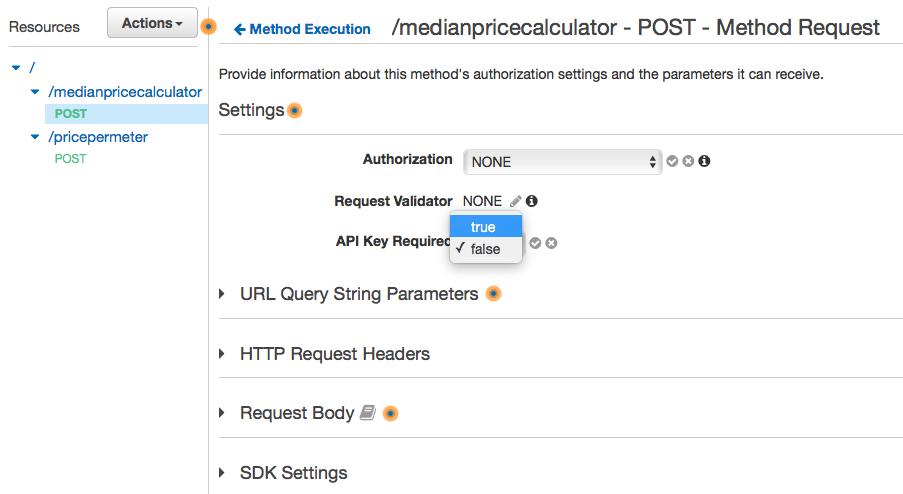 Resources
Actions
/
/medianpricecalculator
POST
/pricepermeter
POST
Method Execution /medianpricecalculator - POST - Method Request
Provide information about this method's authorization settings and the parameters it can receive.
Settings
Authorization NONE
Request Validator NONE
API Key Required
true
✓ false
URL Query String Parameters
HTTP Request Headers
Request Body
SDK Settings